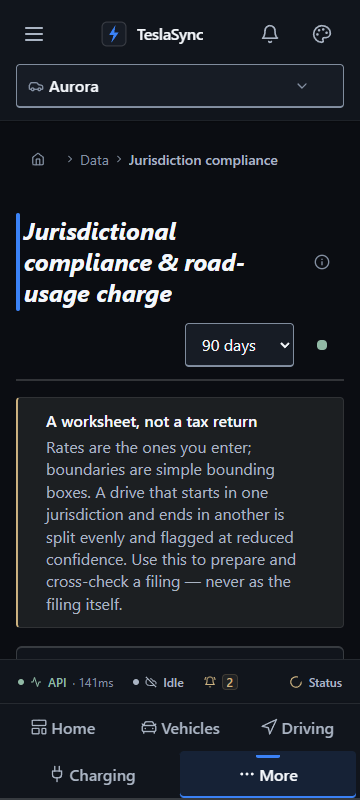 TeslaSync
Aurora
Data
Jurisdiction compliance
Jurisdictional
compliance & road-
usage charge
90 days
A worksheet, not a tax return
Rates are the ones you enter;
boundaries are simple bounding
boxes. A drive that starts in one
jurisdiction and ends in another is
split evenly and flagged at reduced
confidence. Use this to prepare and
cross-check a filing — never as the
filing itself.
API · 141ms
Idle
2
Status
Home
Vehicles
Driving
Charging
More